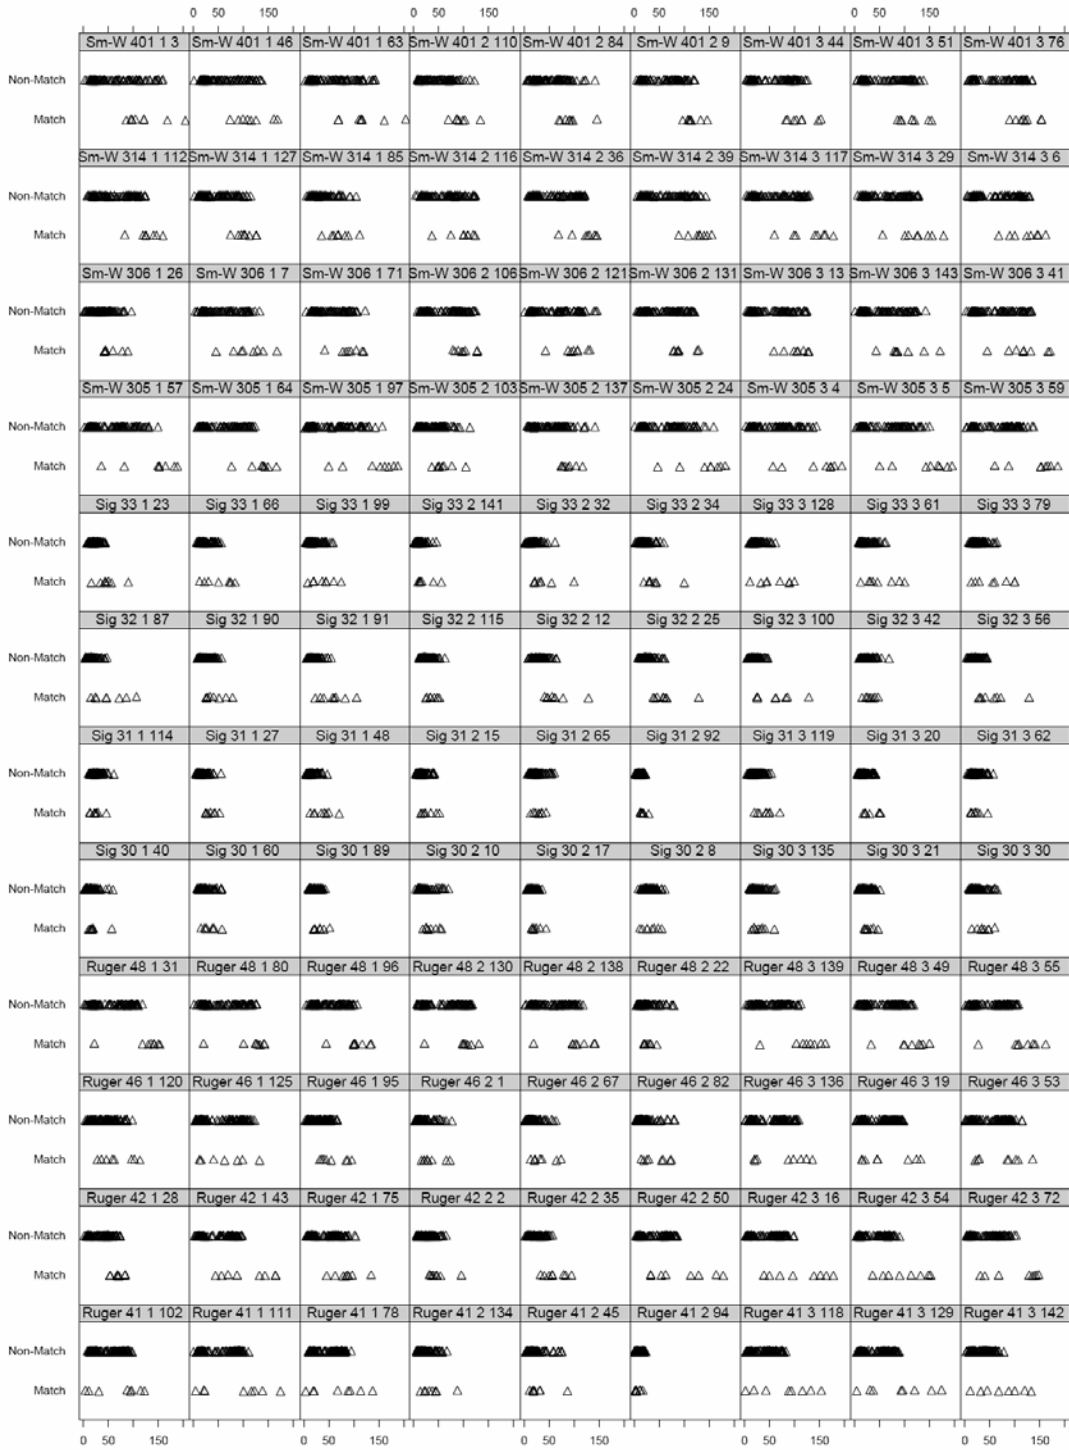 0 50 150 0 50 150 0 50 150 0 50 150
Sm-W 401 1 3 Sm-W 401 1 46 Sm-W 401 1 63 Sm-W 401 2 110 Sm-W 401 2 84 Sm-W 401 2 9 Sm-W 401 3 44 Sm-W 401 3 51 Sm-W 401 3 76
Non-Match
Match
Sm-W 314 1 112 Sm-W 314 1 127 Sm-W 314 1 85 Sm-W 314 2 116 Sm-W 314 2 36 Sm-W 314 2 39 Sm-W 314 3 117 Sm-W 314 3 29 Sm-W 314 3 6
Non-Match
Match
Sm-W 306 1 26 Sm-W 306 1 7 Sm-W 306 1 71 Sm-W 306 2 106 Sm-W 306 2 121 Sm-W 306 2 131 Sm-W 306 3 13 Sm-W 306 3 143 Sm-W 306 3 41
Non-Match
Match
Sm-W 305 1 57 Sm-W 305 1 64 Sm-W 305 1 97 Sm-W 305 2 103 Sm-W 305 2 137 Sm-W 305 2 24 Sm-W 305 3 4 Sm-W 305 3 5 Sm-W 305 3 59
Non-Match
Match
Sig 33 1 23 Sig 33 1 66 Sig 33 1 99 Sig 33 2 141 Sig 33 2 32 Sig 33 2 34 Sig 33 3 128 Sig 33 3 61 Sig 33 3 79
Non-Match
Match
Sig 32 1 87 Sig 32 1 90 Sig 32 1 91 Sig 32 2 115 Sig 32 2 12 Sig 32 2 25 Sig 32 3 100 Sig 32 3 42 Sig 32 3 56
Non-Match
Match
Sig 31 1 114 Sig 31 1 27 Sig 31 1 48 Sig 31 2 15 Sig 31 2 65 Sig 31 2 92 Sig 31 3 119 Sig 31 3 20 Sig 31 3 62
Non-Match
Match
Sig 30 1 40 Sig 30 1 60 Sig 30 1 89 Sig 30 2 10 Sig 30 2 17 Sig 30 2 8 Sig 30 3 135 Sig 30 3 21 Sig 30 3 30
Non-Match
Match
Ruger 48 1 31 Ruger 48 1 80 Ruger 48 1 96 Ruger 48 2 130 Ruger 48 2 138 Ruger 48 2 22 Ruger 48 3 139 Ruger 48 3 49 Ruger 48 3 55
Non-Match
Match
Ruger 46 1 120 Ruger 46 1 125 Ruger 46 1 95 Ruger 46 2 1 Ruger 46 2 67 Ruger 46 2 82 Ruger 46 3 136 Ruger 46 3 19 Ruger 46 3 53
Non-Match
Match
Ruger 42 1 28 Ruger 42 1 43 Ruger 42 1 75 Ruger 42 2 2 Ruger 42 2 35 Ruger 42 2 50 Ruger 42 3 16 Ruger 42 3 54 Ruger 42 3 72
Non-Match
Match
Ruger 41 1 102 Ruger 41 1 111 Ruger 41 1 78 Ruger 41 2 134 Ruger 41 2 45 Ruger 41 2 94 Ruger 41 3 118 Ruger 41 3 129 Ruger 41 3 142
Non-Match
Match
0 50 150 0 50 150 0 50 150 0 50 150 0 50 150